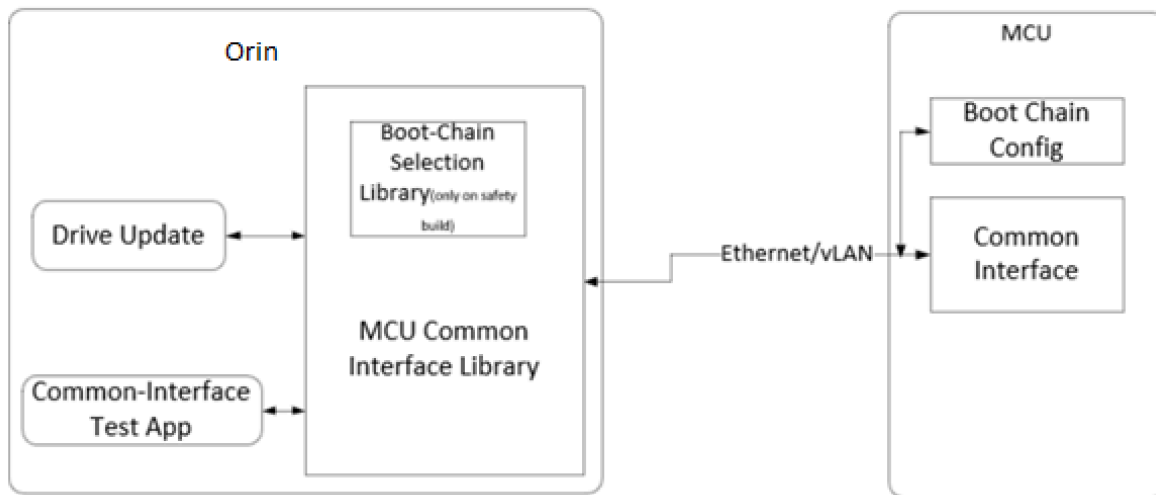 Orin
Boot-Chain
Selection
Library(only on safety
build)
Drive Update
MCU Common
Interface Library
Common-Interface
Test App
Ethernet/vLAN
MCU
Boot Chain
Config
Common
Interface